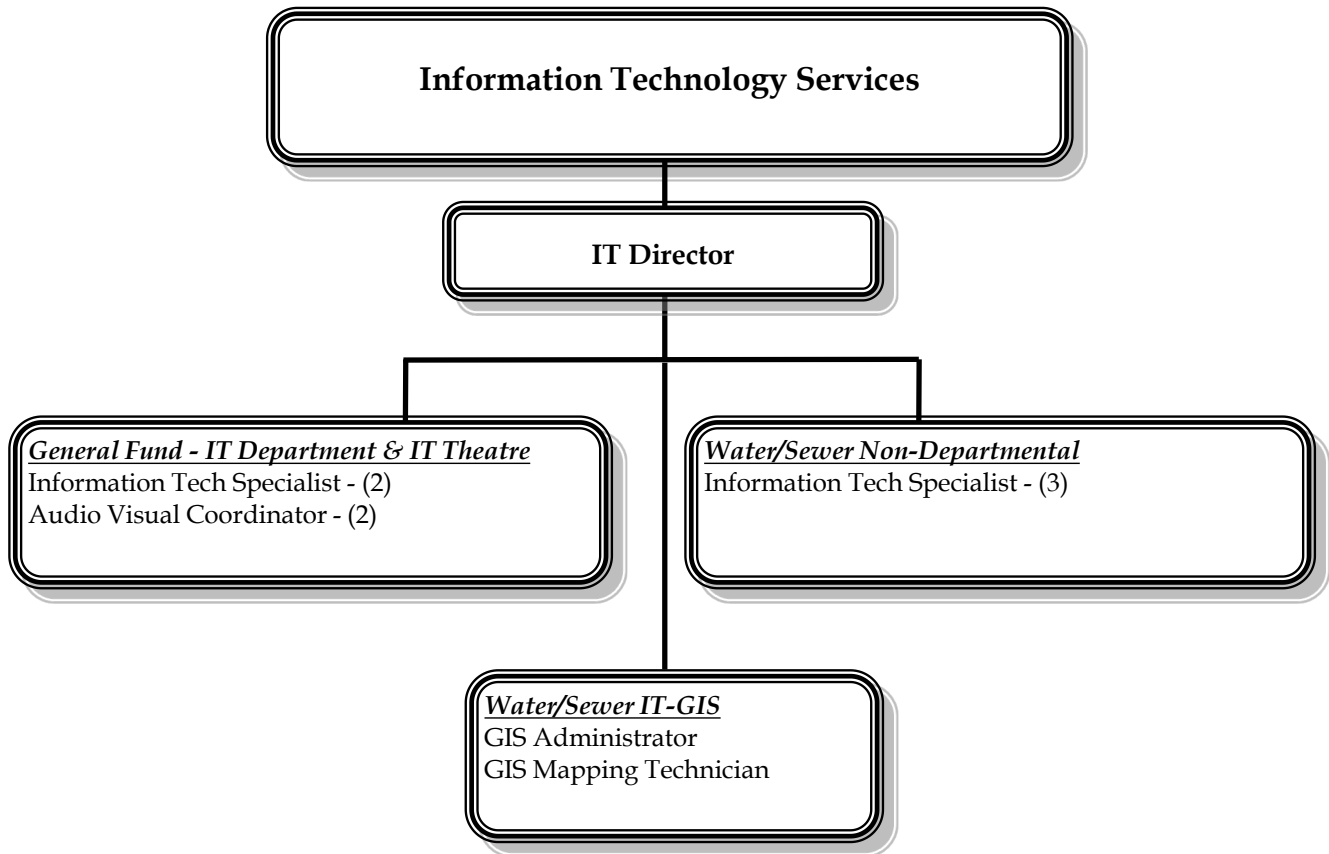 Information Technology Services
IT Director
General Fund - IT Department & IT Theatre
Information Tech Specialist - (2)
Audio Visual Coordinator - (2)
Water/Sewer Non-Departmental
Information Tech Specialist - (3)
Water/Sewer IT-GIS
GIS Administrator
GIS Mapping Technician